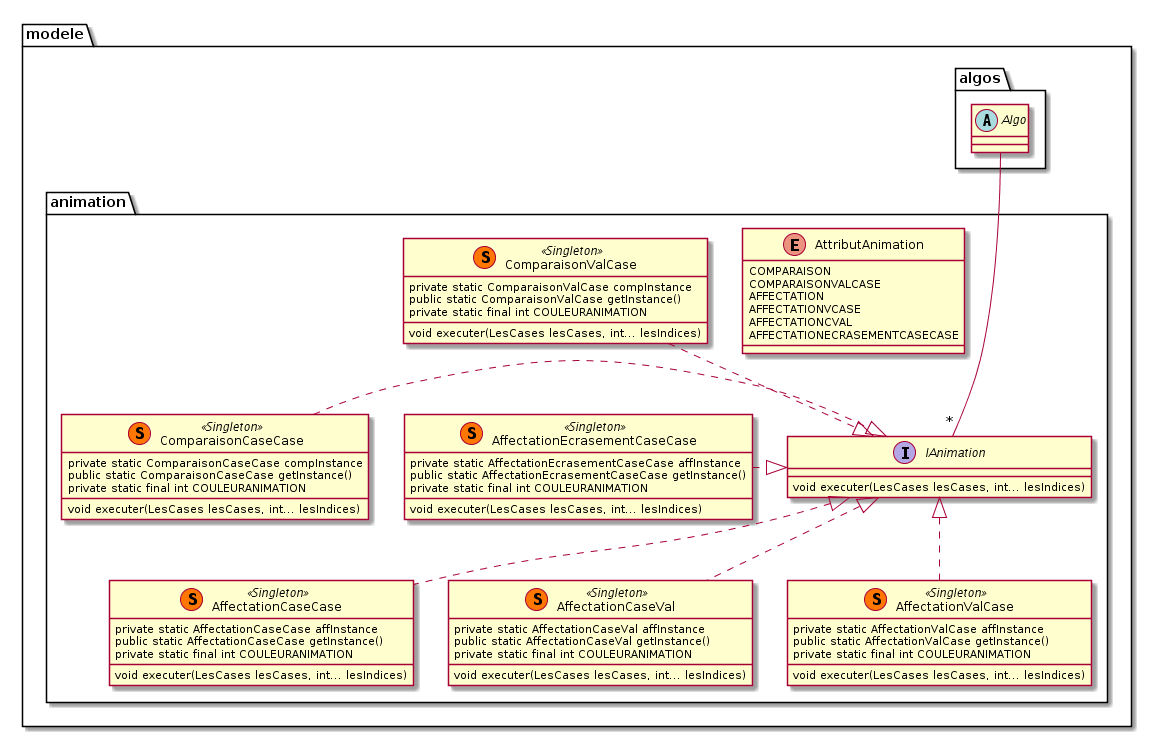 modele
algos
A Algo
animation
S «Singleton»
ComparaisonValCase
private static ComparaisonValCase compInstance
public static ComparaisonValCase getInstance()
private static final int COULEURANIMATION
void executer(LesCases lesCases, int... lesIndices)
E AttributAnimation
COMPARAISON
COMPARAISONVALCASE
AFFECTATION
AFFECTATIONVCASE
AFFECTATIONCVAL
AFFECTATIONECRASEMENTCASECASE
*
S «Singleton»
ComparaisonCaseCase
private static ComparaisonCaseCase compInstance
public static ComparaisonCaseCase getInstance()
private static final int COULEURANIMATION
void executer(LesCases lesCases, int... lesIndices)
S «Singleton»
AffectationEcrasementCaseCase
private static AffectationEcrasementCaseCase affInstance
public static AffectationEcrasementCaseCase getInstance()
private static final int COULEURANIMATION
void executer(LesCases lesCases, int... lesIndices)
I IAnimation
void executer(LesCases lesCases, int... lesIndices)
S «Singleton»
AffectationCaseCase
private static AffectationCaseCase affInstance
public static AffectationCaseCase getInstance()
private static final int COULEURANIMATION
void executer(LesCases lesCases, int... lesIndices)
S «Singleton»
AffectationCaseVal
private static AffectationCaseVal affInstance
public static AffectationCaseVal getInstance()
private static final int COULEURANIMATION
void executer(LesCases lesCases, int... lesIndices)
S «Singleton»
AffectationValCase
private static AffectationValCase affInstance
public static AffectationValCase getInstance()
private static final int COULEURANIMATION
void executer(LesCases lesCases, int... lesIndices)